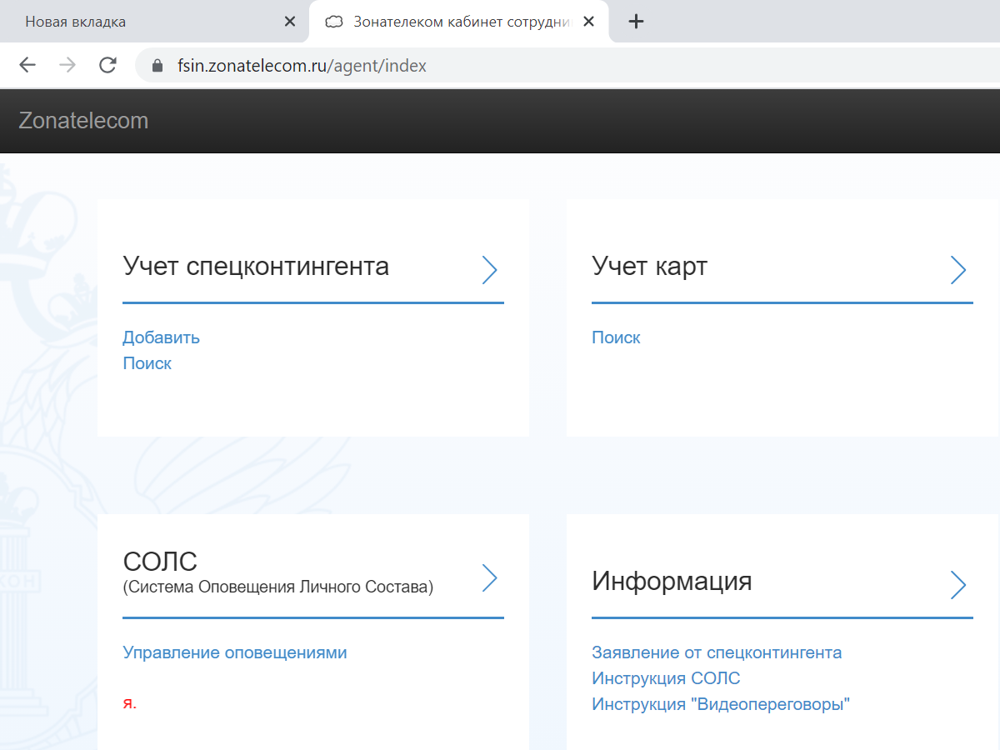 Новая вкладка
Зонателеком кабинет сотрудни
fsin.zonatelecom.ru/agent/index
Zonatelecom
Учет спецконтингента
Добавить
Поиск
Учет карт
Поиск
СОЛС
(Система Оповещения Личного Состава)
Управление оповещениями
я.
Информация
Заявление от спецконтингента
Инструкция СОЛС
Инструкция "Видеопереговоры"